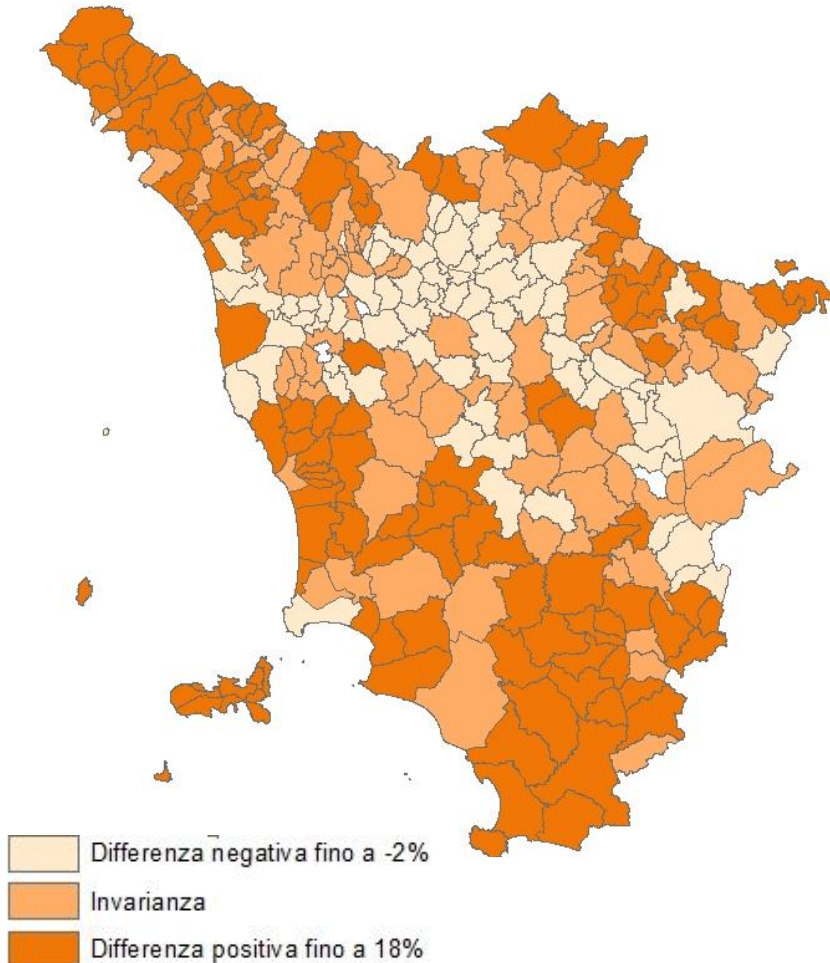 Differenza negativa fino a -2%
Invarianza
Differenza positiva fino a 18%